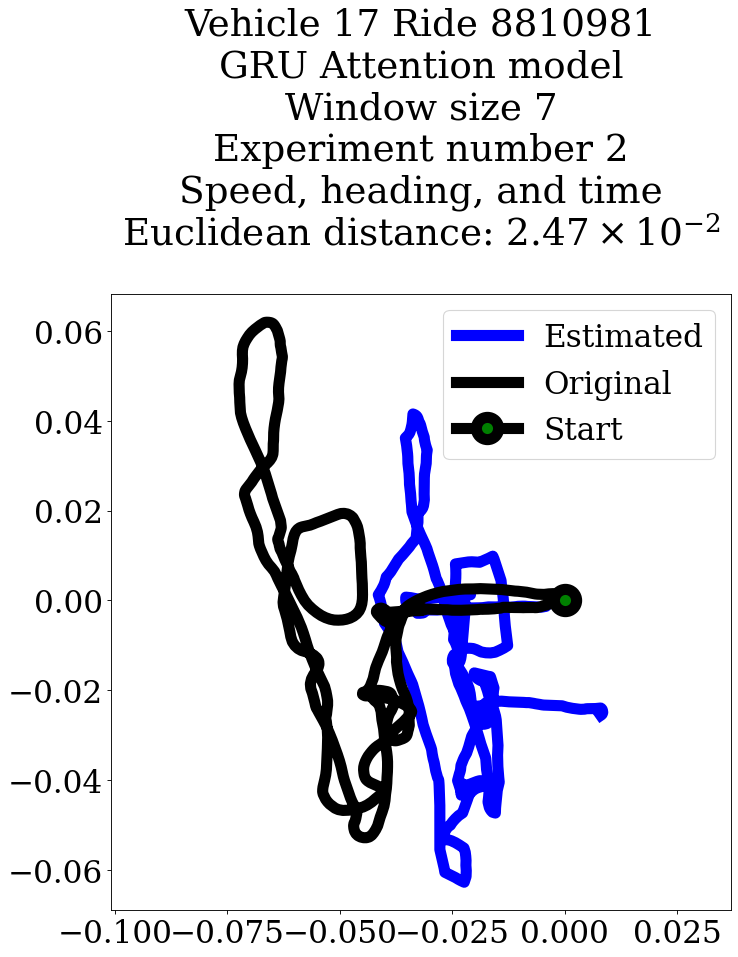 Vehicle 17 Ride 8810981
GRU Attention model
Window size 7
Experiment number 2
Speed, heading, and time
Euclidean distance: 2.47 × 10⁻²
Estimated
Original
Start
0.06
0.04
0.02
0.00
−0.02
−0.04
−0.06
−0.100 −0.075 −0.050 −0.025 0.000 0.025